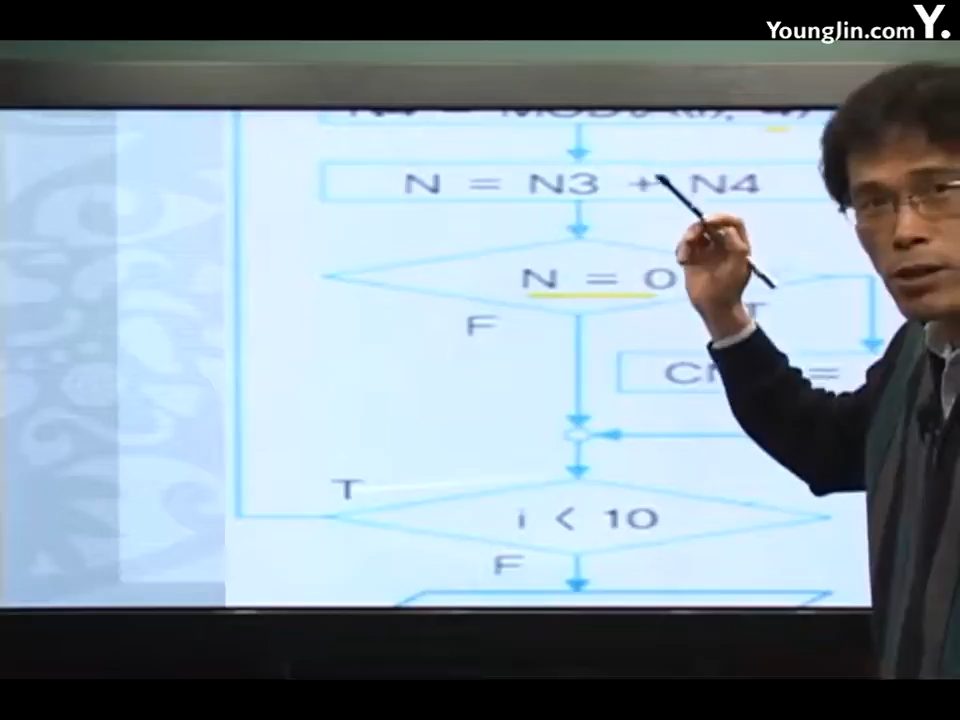 YoungJin.com Y.
N = N3 + N4
N = 0
F
T
i < 10
T
F